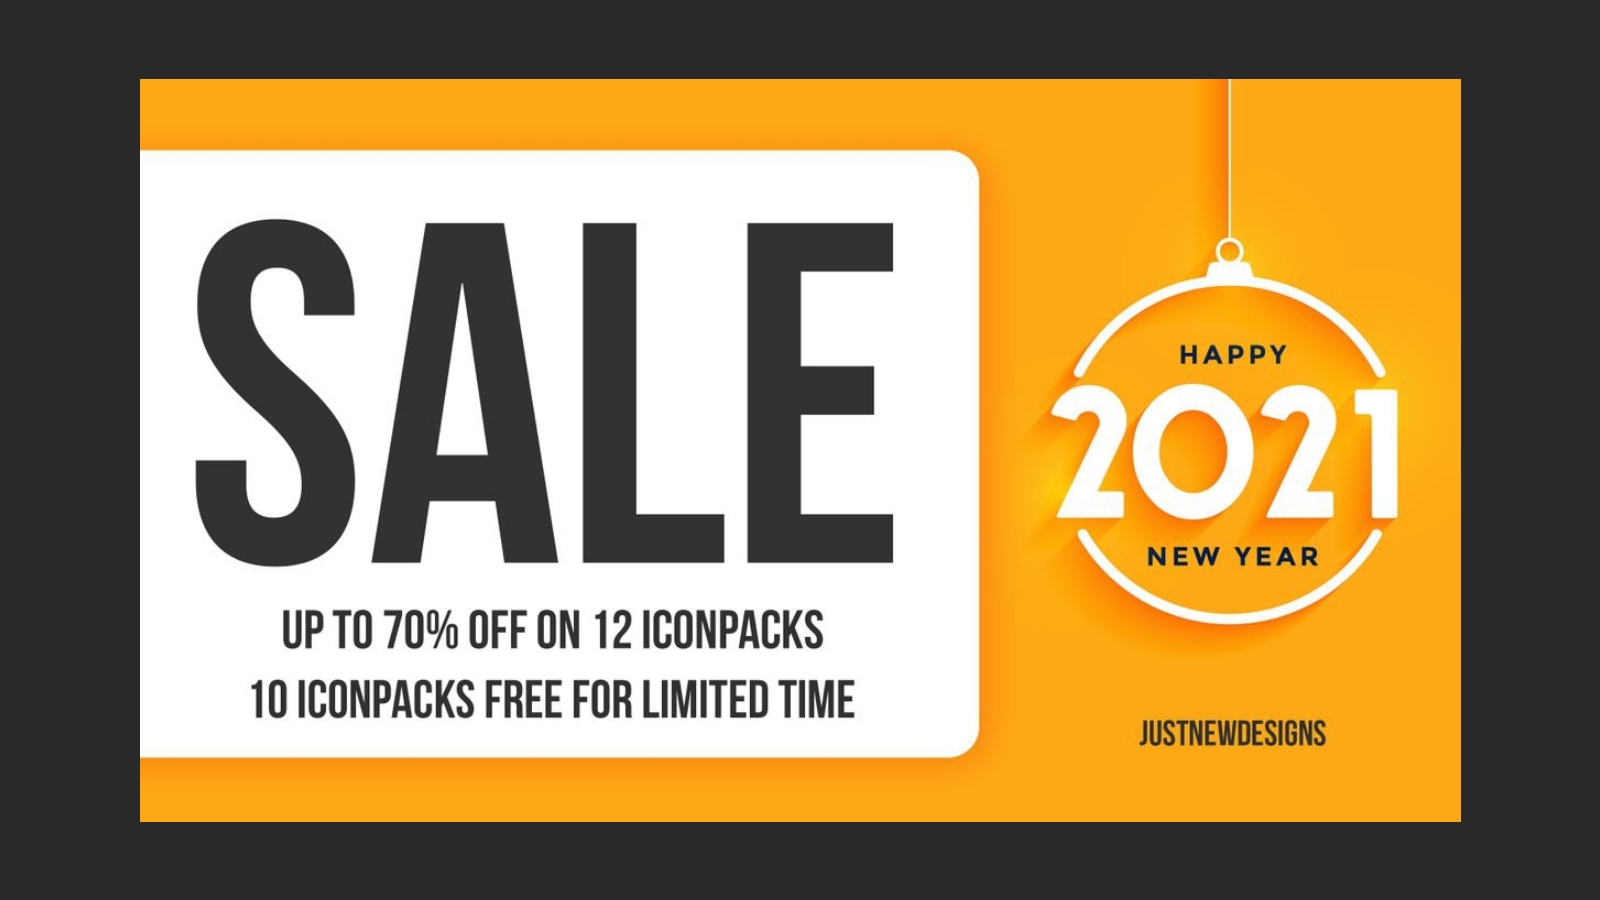 SALE
UP TO 70% OFF ON 12 ICONPACKS
10 ICONPACKS FREE FOR LIMITED TIME
HAPPY
2021
NEW YEAR
JUSTNEWDESIGNS